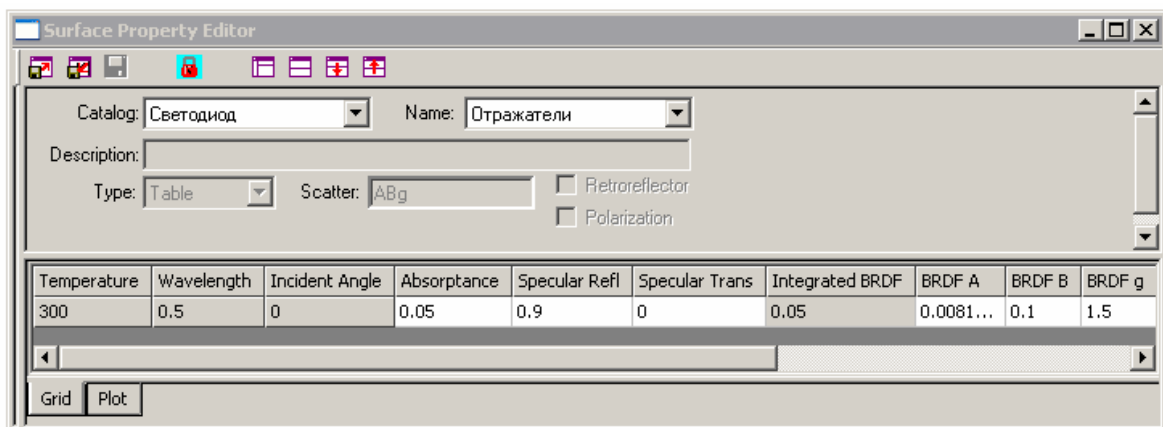 Surface Property Editor
Catalog: Светодиод Name: Отражатели
Description:
Type: Table Scatter: ABg Retroreflector
Polarization
Temperature Wavelength Incident Angle Absorptance Specular Refl Specular Trans Integrated BRDF BRDF A BRDF B BRDF g
300 0.5 0 0.05 0.9 0 0.05 0.0081... 0.1 1.5
Grid Plot